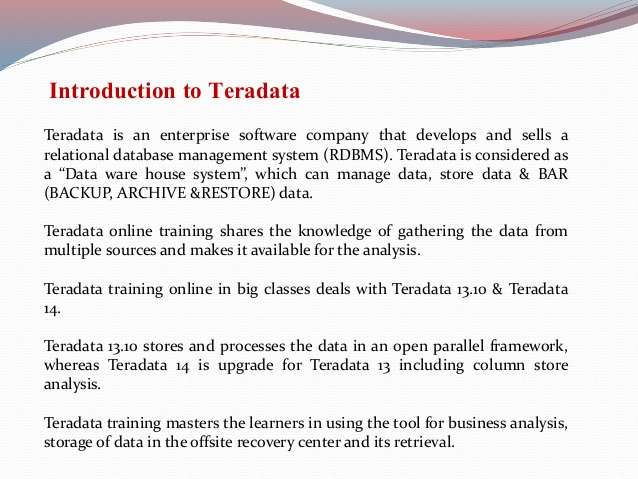 Introduction to Teradata
Teradata is an enterprise software company that develops and sells a
relational database management system (RDBMS). Teradata is considered as
a “Data ware house system”, which can manage data, store data & BAR
(BACKUP, ARCHIVE &RESTORE) data.
Teradata online training shares the knowledge of gathering the data from
multiple sources and makes it available for the analysis.
Teradata training online in big classes deals with Teradata 13.10 & Teradata
14.
Teradata 13.10 stores and processes the data in an open parallel framework,
whereas Teradata 14 is upgrade for Teradata 13 including column store
analysis.
Teradata training masters the learners in using the tool for business analysis,
storage of data in the offsite recovery center and its retrieval.